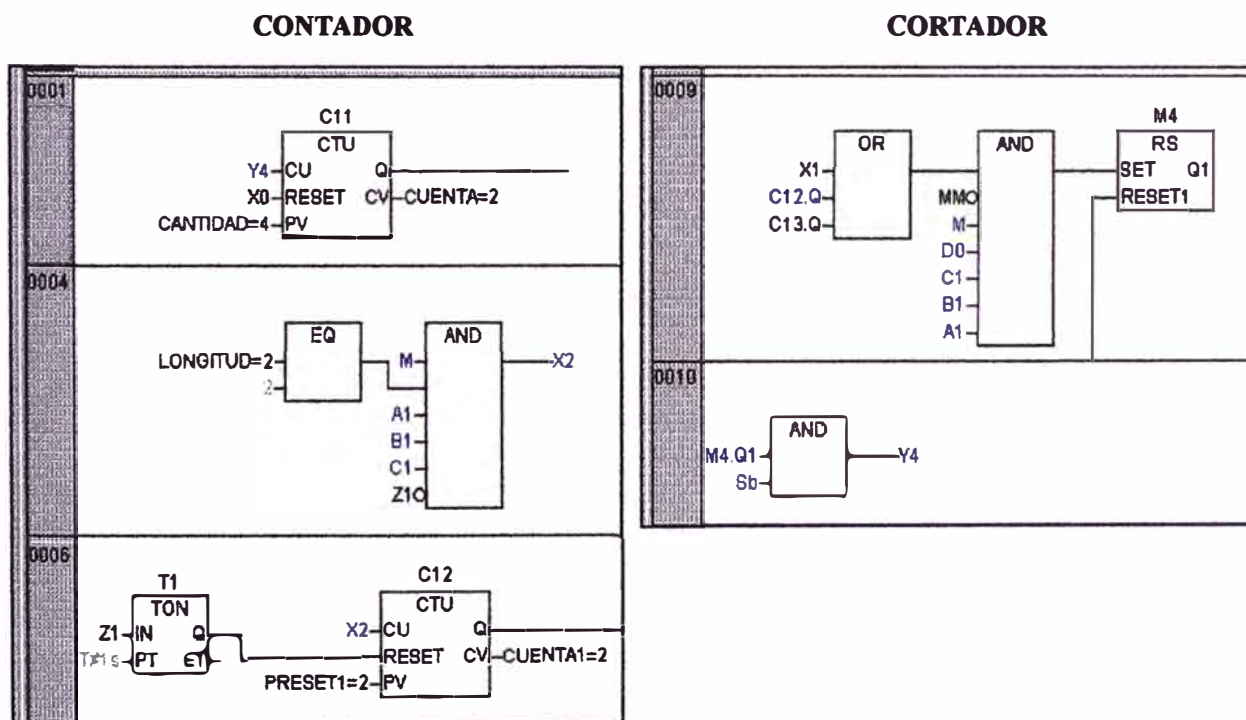 CONTADOR
0001
C11
CTU
Y4 CU Q
X0 RESET CV CUENTA=2
CANTIDAD=4 PV
0004
EQ AND
LONGITUD=2 M X2
2
A1
B1
C1
Z1
0006
T1 C12
TON CTU
Z1 IN Q X2 CU Q
PT ET RESET CV CUENTA1=2
PRESET1=2 PV
CORTADOR
0009
M4
OR AND RS
X1 SET Q1
C12.Q MM RESET1
C13.Q M
D0
C1
B1
A1
0010
AND
M4.Q1 Y4
Sb